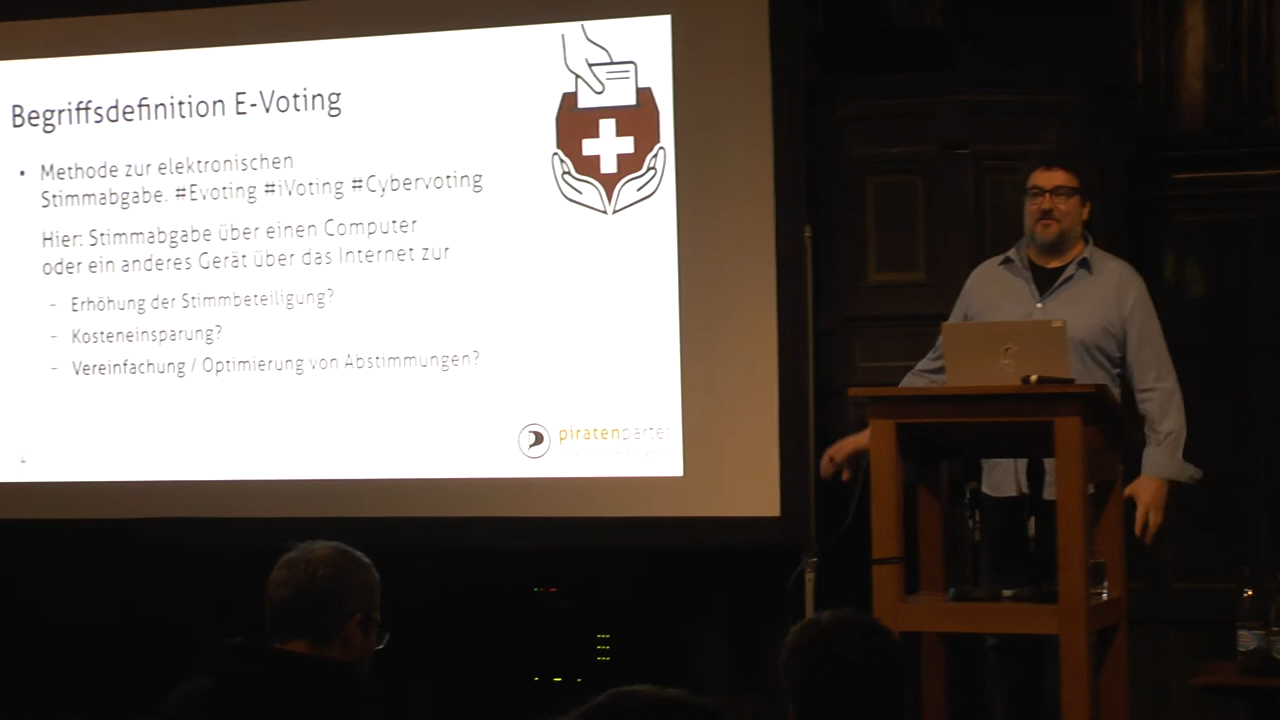 Begriffsdefinition E-Voting
• Methode zur elektronischen
Stimmabgabe. #Evoting #iVoting #Cybervoting
Hier: Stimmabgabe über einen Computer
oder ein anderes Gerät über das Internet zur
– Erhöhung der Stimmbeteiligung?
– Kosteneinsparung?
– Vereinfachung / Optimierung von Abstimmungen?
piratenpartei